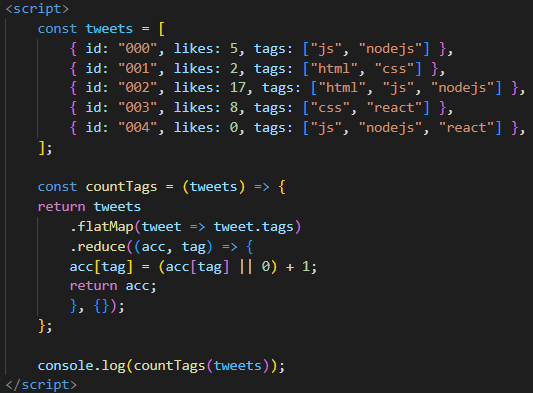 <script>
    const tweets = [
        { id: "000", likes: 5, tags: ["js", "nodejs"] },
        { id: "001", likes: 2, tags: ["html", "css"] },
        { id: "002", likes: 17, tags: ["html", "js", "nodejs"] },
        { id: "003", likes: 8, tags: ["css", "react"] },
        { id: "004", likes: 0, tags: ["js", "nodejs", "react"] },
    ];

    const countTags = (tweets) => {
    return tweets
        .flatMap(tweet => tweet.tags)
        .reduce((acc, tag) => {
        acc[tag] = (acc[tag] || 0) + 1;
        return acc;
        }, {});
    };

    console.log(countTags(tweets));
</script>